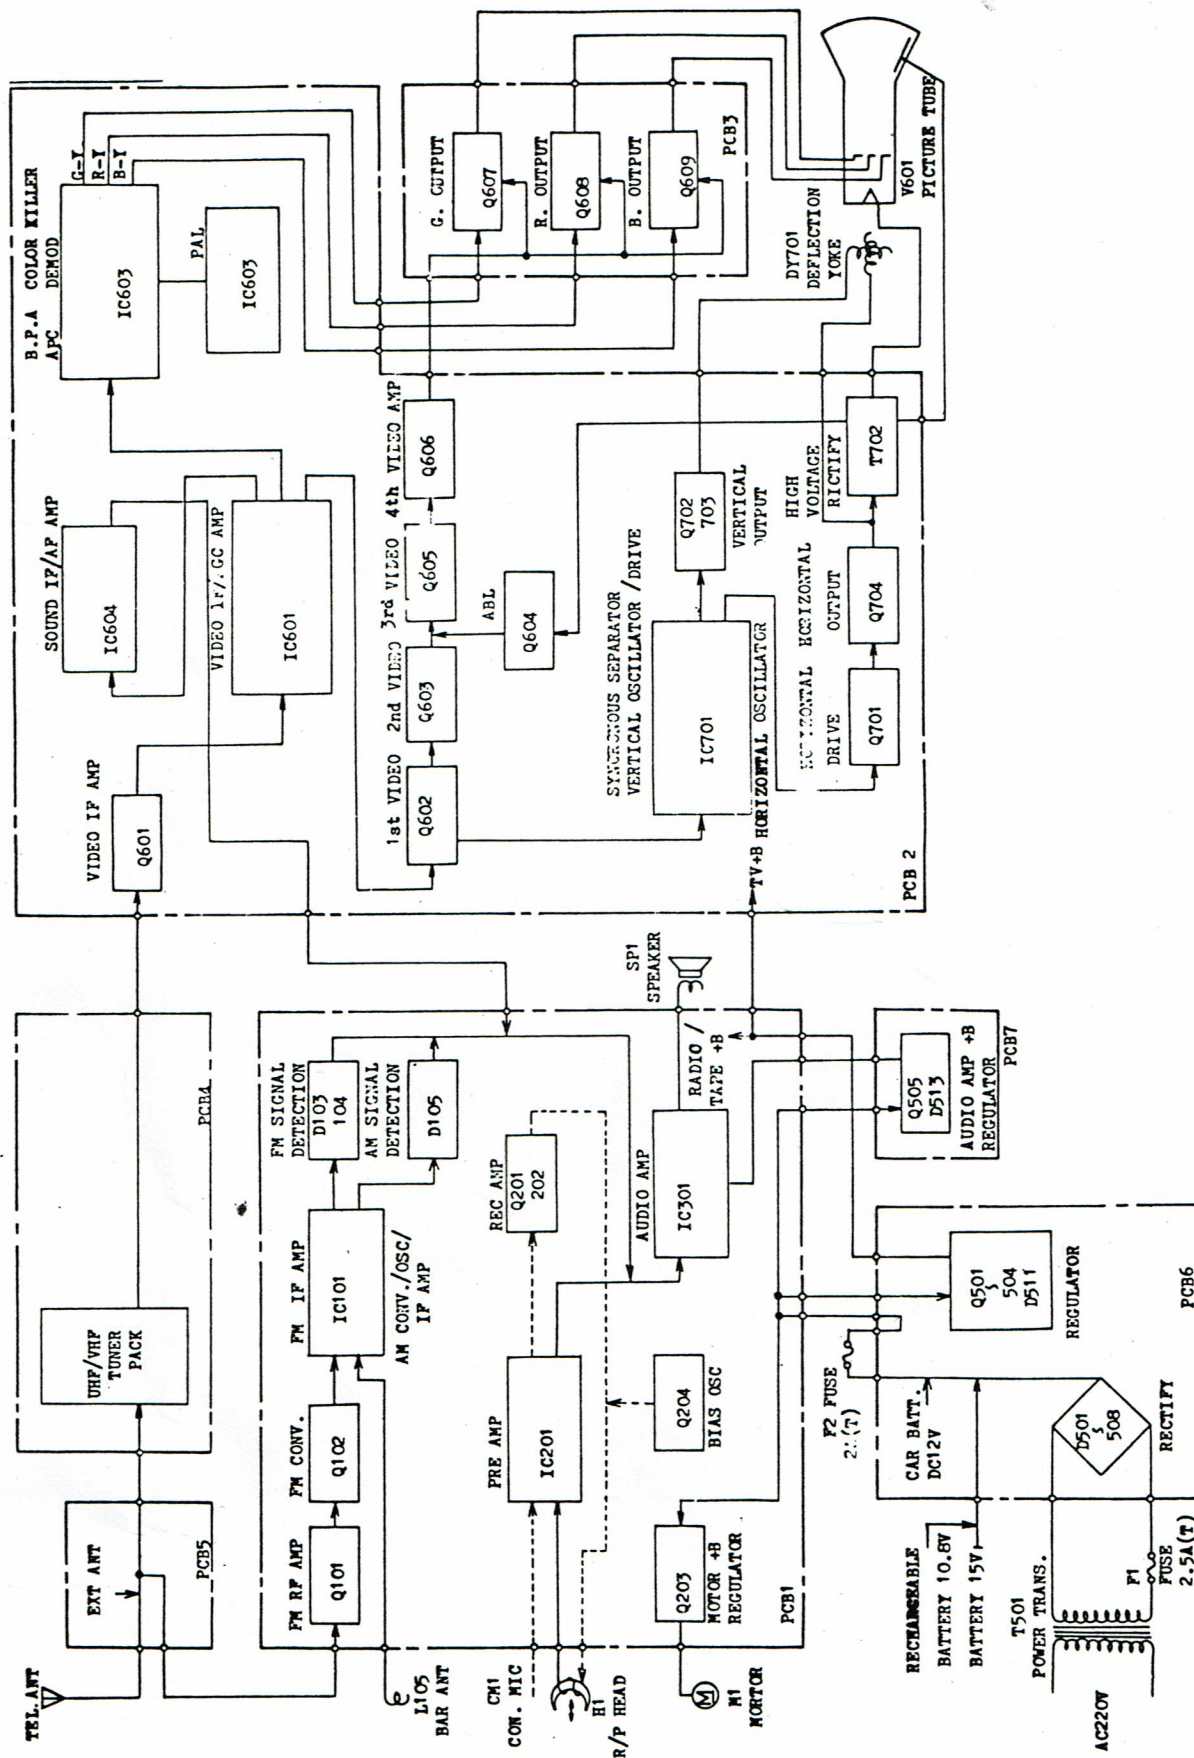 TEL.ANT
EXT ANT
PCB5
UHF/VHF
TUNER
PACK
PCB4
VIDEO IF AMP
Q601
SOUND IF/AF AMP
IC604
IC601
B.P.A COLOR KILLER
APC DEMOD
IC603
G-Y
R-Y
B-Y
PAL
IC603
1st VIDEO
Q602
2nd VIDEO
Q603
3rd VIDEO
Q605
4th VIDEO AMP
Q606
ABL
Q604
G. OUTPUT
Q607
R. OUTPUT
Q608
B. OUTPUT
Q609
PCB3
SYNCRONOUS SEPARATOR
VERTICAL OSCILLATOR/DRIVE
IC701
HORIZONTAL OSCILLATOR
Q702
703
VERTICAL
OUTPUT
HORIZONTAL
DRIVE
Q701
HORIZONTAL
OUTPUT
Q704
HIGH
VOLTAGE
RICTIFY
T702
DY701
DEFLECTION
YOKE
V601
PICTURE TUBE
TV+B
PCB 2
FM RF AMP
Q101
FM CONV.
Q102
FM IF AMP
IC101
AM CONV./OSC/
IF AMP
FM SIGNAL
DETECTION
D103
104
AM SIGNAL
DETECTION
D105
L105
BAR ANT
CM1
CON. MIC
H1
R/P HEAD
PRE AMP
IC201
REC AMP
Q201
202
Q204
BIAS OSC
AUDIO AMP
IC301
SP1
SPEAKER
RADIO/
TAPE +B
M
M1
MORTOR
Q203
MOTOR +B
REGULATOR
PCB1
Q505
D513
AUDIO AMP +B
REGULATOR
PCB7
F2 FUSE
Q501
504
D511
REGULATOR
CAR BATT.
DC12V
RECHARGEABLE
BATTERY 10.8V
BATTERY 15V
T501
POWER TRANS.
AC220V
F1
FUSE
2.5A(T)
D501
508
RECTIFY
PCB6